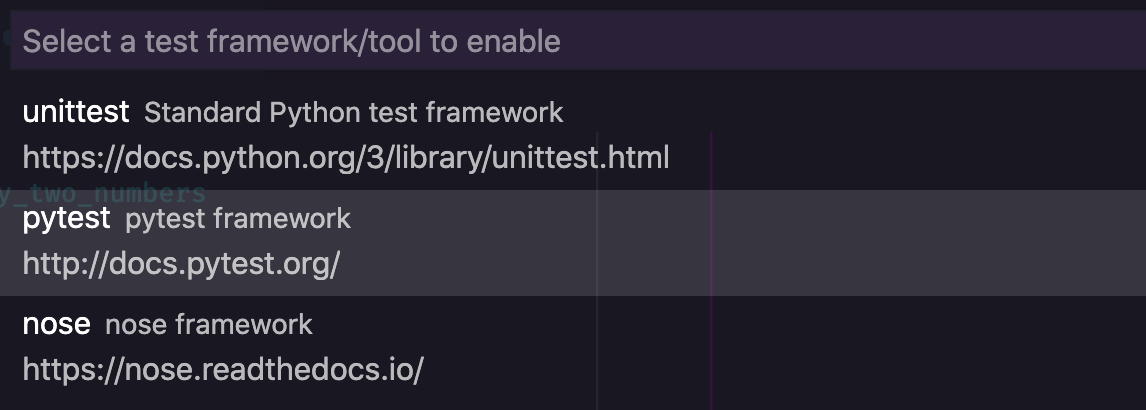 Select a test framework/tool to enable
unittest Standard Python test framework
https://docs.python.org/3/library/unittest.html
y_two_numbers
pytest pytest framework
http://docs.pytest.org/
nose nose framework
https://nose.readthedocs.io/